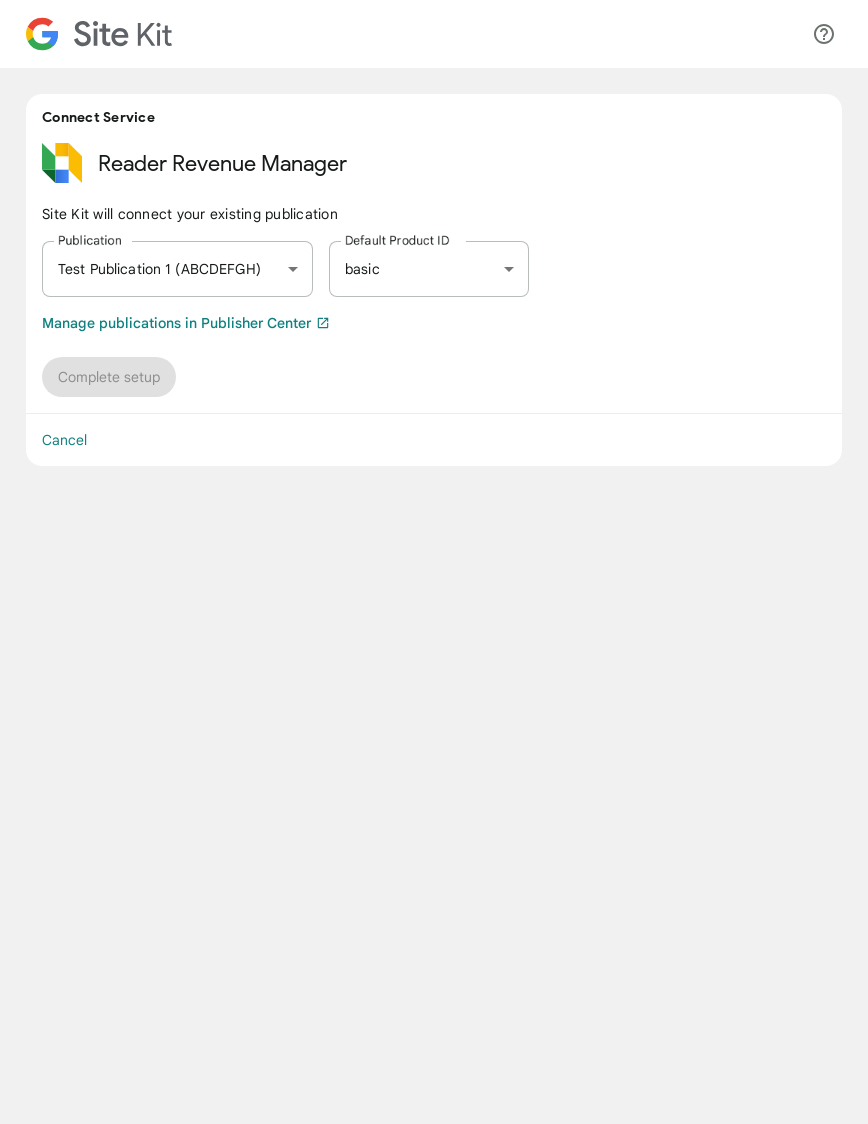 Site Kit
Connect Service
Reader Revenue Manager
Site Kit will connect your existing publication
Publication
Test Publication 1 (ABCDEFGH)
Default Product ID
basic
Manage publications in Publisher Center
Complete setup
Cancel